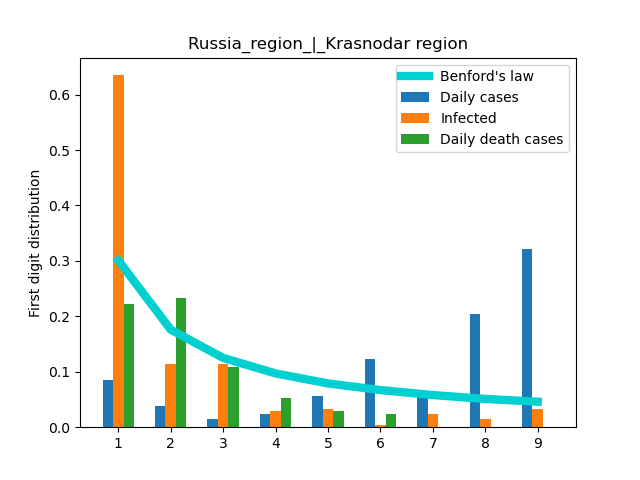 Russia_region_|_Krasnodar region
Benford's law
Daily cases
Infected
Daily death cases
First digit distribution
0.6
0.5
0.4
0.3
0.2
0.1
0.0
1 2 3 4 5 6 7 8 9